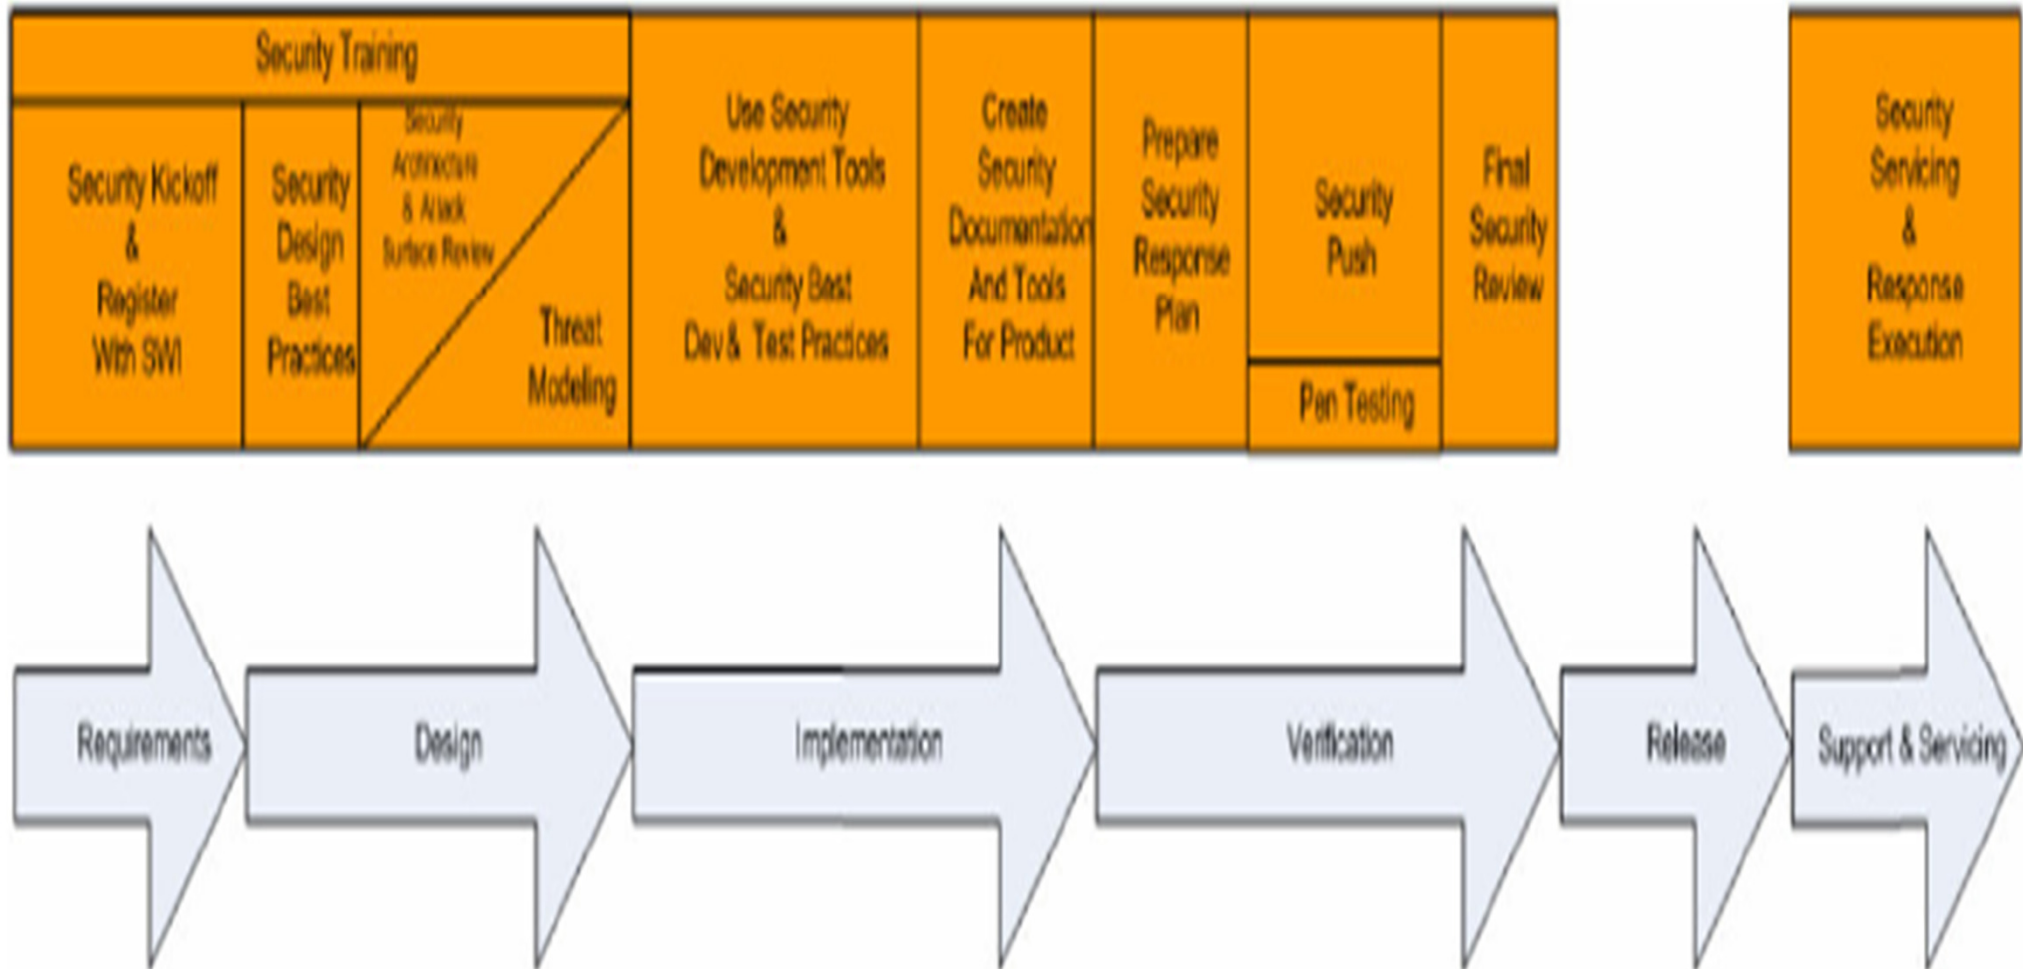 Security Training
Security Kickoff
&
Register
With SWI
Security
Design
Best
Practices
Security
Architecture
& Attack
Surface Review
Threat
Modeling
Use Security
Development Tools
&
Security Best
Dev & Test Practices
Create
Security
Documentation
And Tools
For Product
Prepare
Security
Response
Plan
Security
Push
Pen Testing
Final
Security
Review
Security
Servicing
&
Response
Execution
Requirements
Design
Implementation
Verification
Release
Support & Servicing